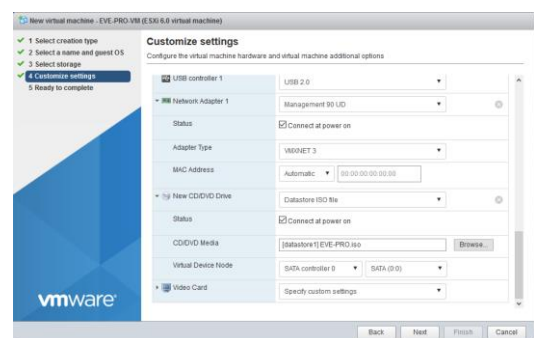 New virtual machine - EVE-PRO-VM (ESXi 6.0 virtual machine)
1 Select creation type
2 Select a name and guest OS
3 Select storage
4 Customize settings
5 Ready to complete
Customize settings
Configure the virtual machine hardware and virtual machine additional options
USB controller 1 USB 2.0
Network Adapter 1 Management 90 UD
Status Connect at power on
Adapter Type VMXNET 3
MAC Address Automatic 00:00:00:00:00:00
New CD/DVD Drive Datastore ISO file
Status Connect at power on
CD/DVD Media [datastore1] EVE-PRO.iso Browse...
Virtual Device Node SATA controller 0 SATA (0:0)
Video Card Specify custom settings
vmware
Back Next Finish Cancel